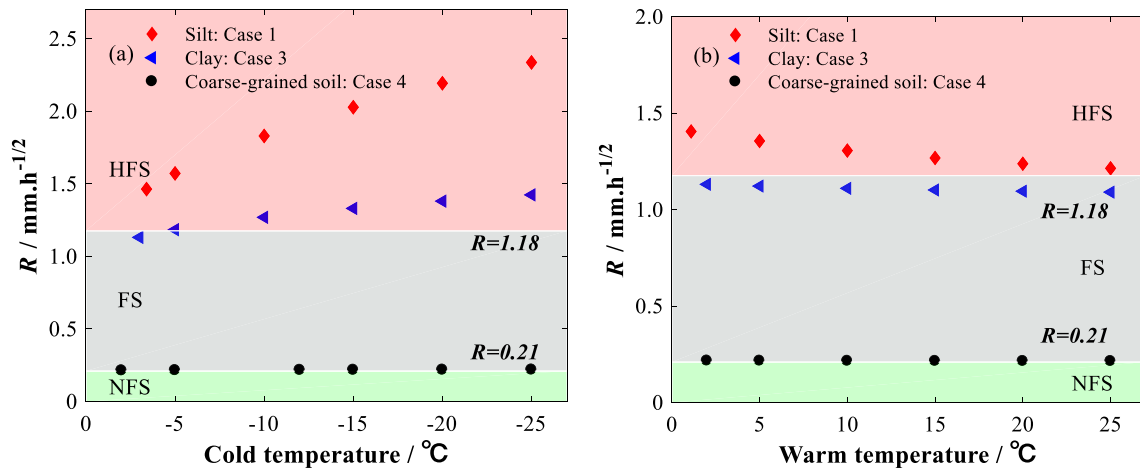 (a)
Silt: Case 1
Clay: Case 3
Coarse-grained soil: Case 4
2.5
2.0
1.5
1.0
0.5
0
R / mm.h^-1/2
HFS
FS
NFS
R=1.18
R=0.21
0
-5
-10
-15
-20
-25
Cold temperature / ℃
(b)
Silt: Case 1
Clay: Case 3
Coarse-grained soil: Case 4
2.0
1.5
1.0
0.5
0
R / mm.h^-1/2
HFS
R=1.18
FS
R=0.21
NFS
0
5
10
15
20
25
Warm temperature / ℃